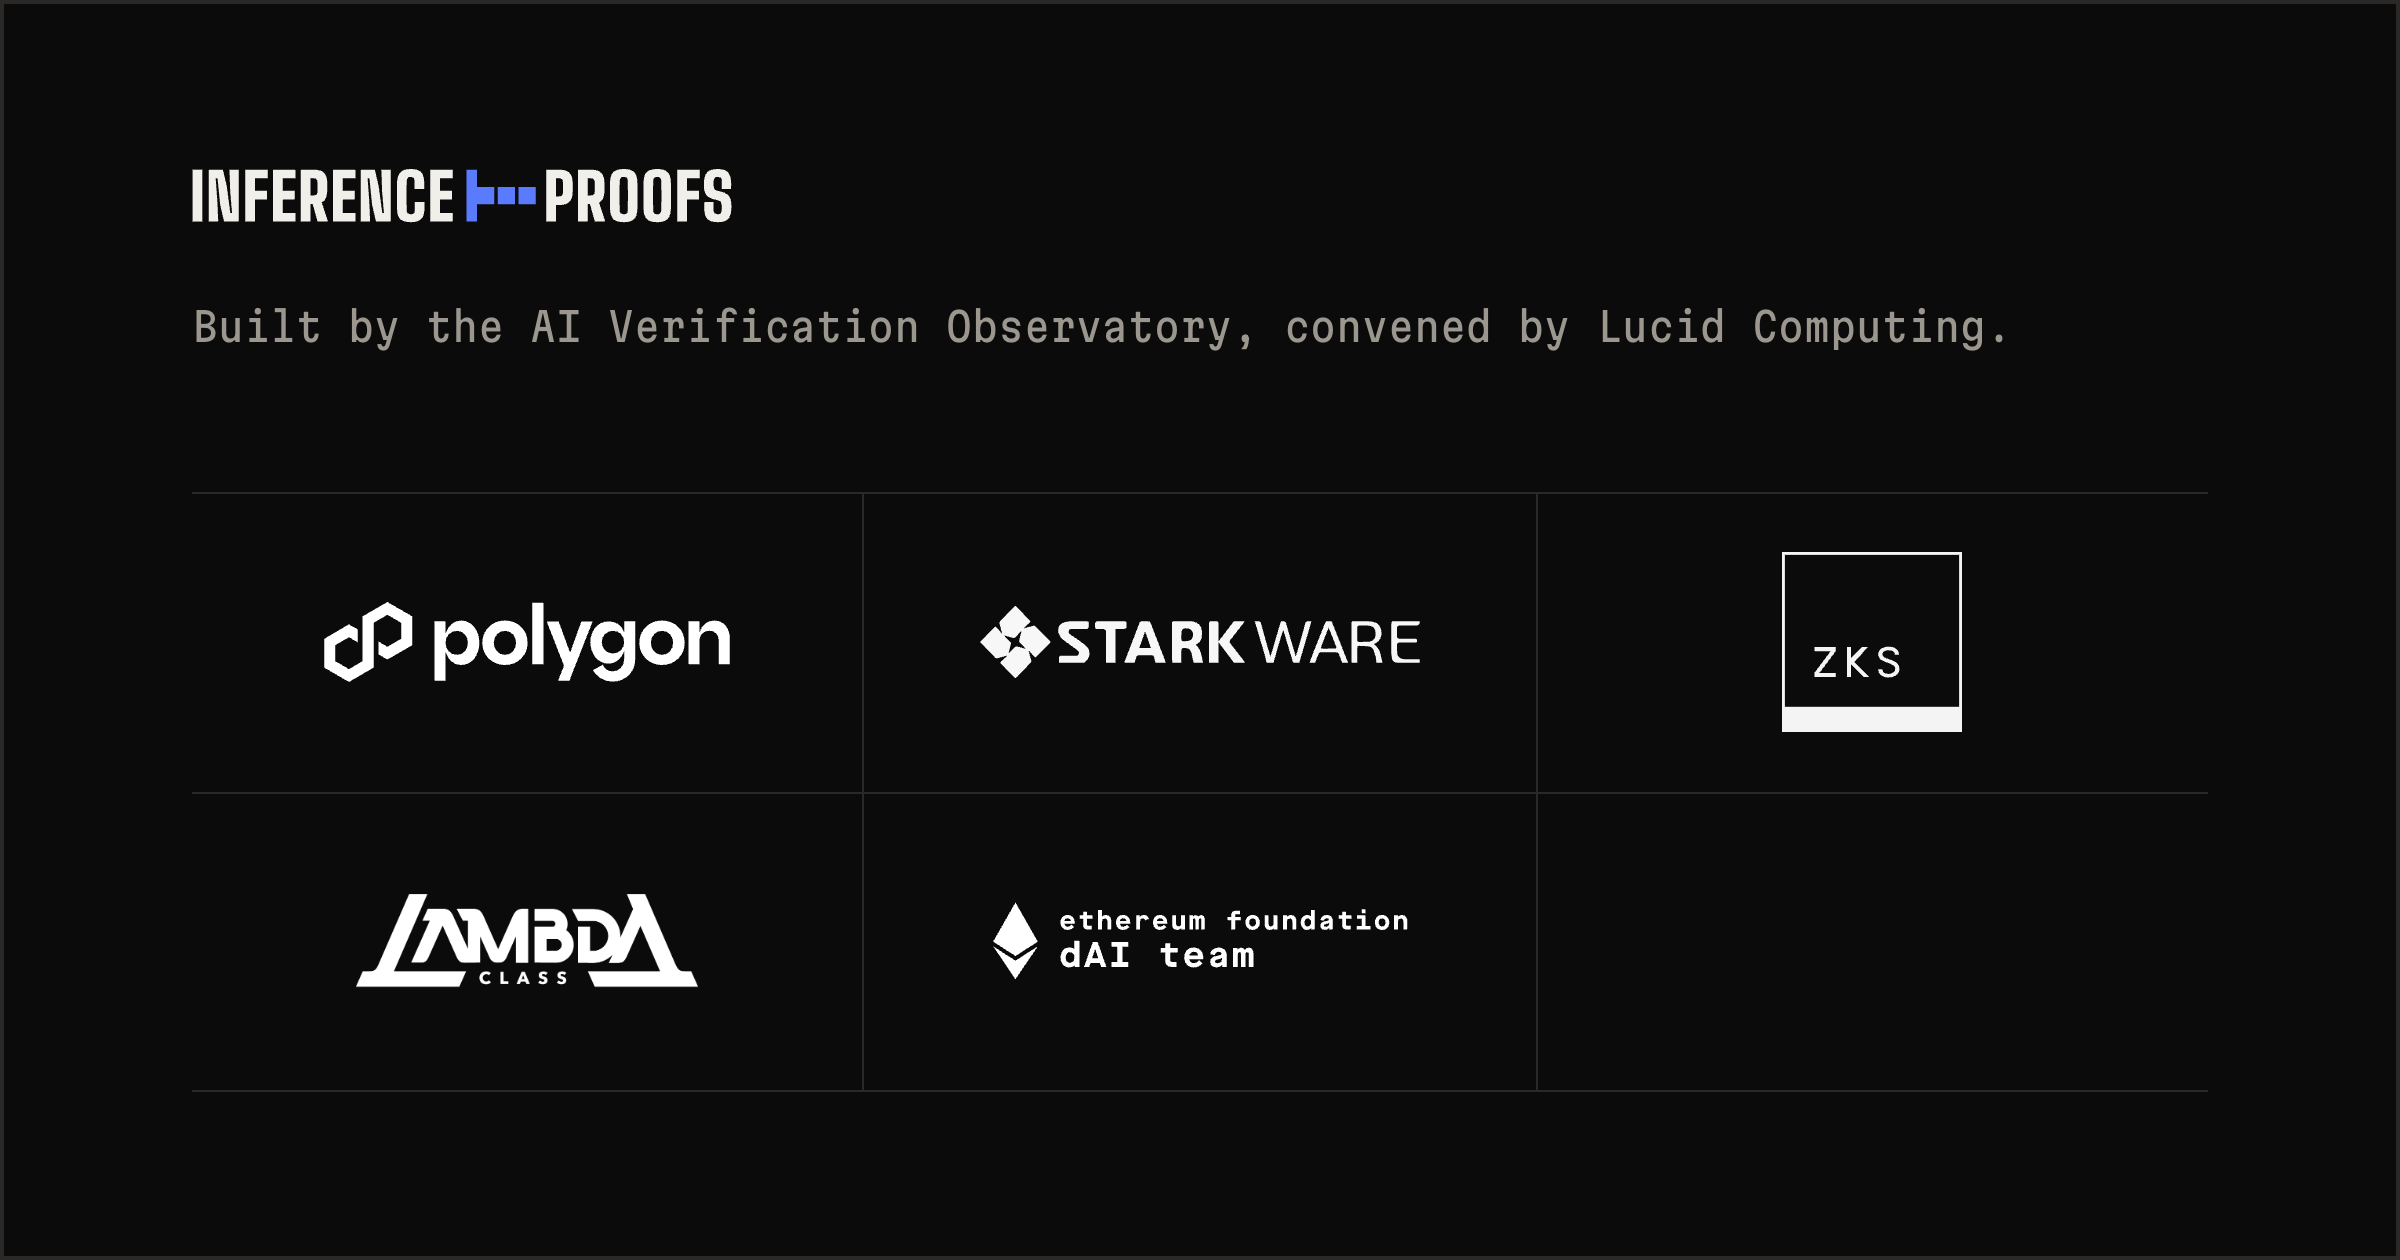 INFERENCE PROOFS
Built by the AI Verification Observatory, convened by Lucid Computing.
polygon
STARKWARE
ZKS
LAMBDA
CLASS
ethereum foundation
dAI team